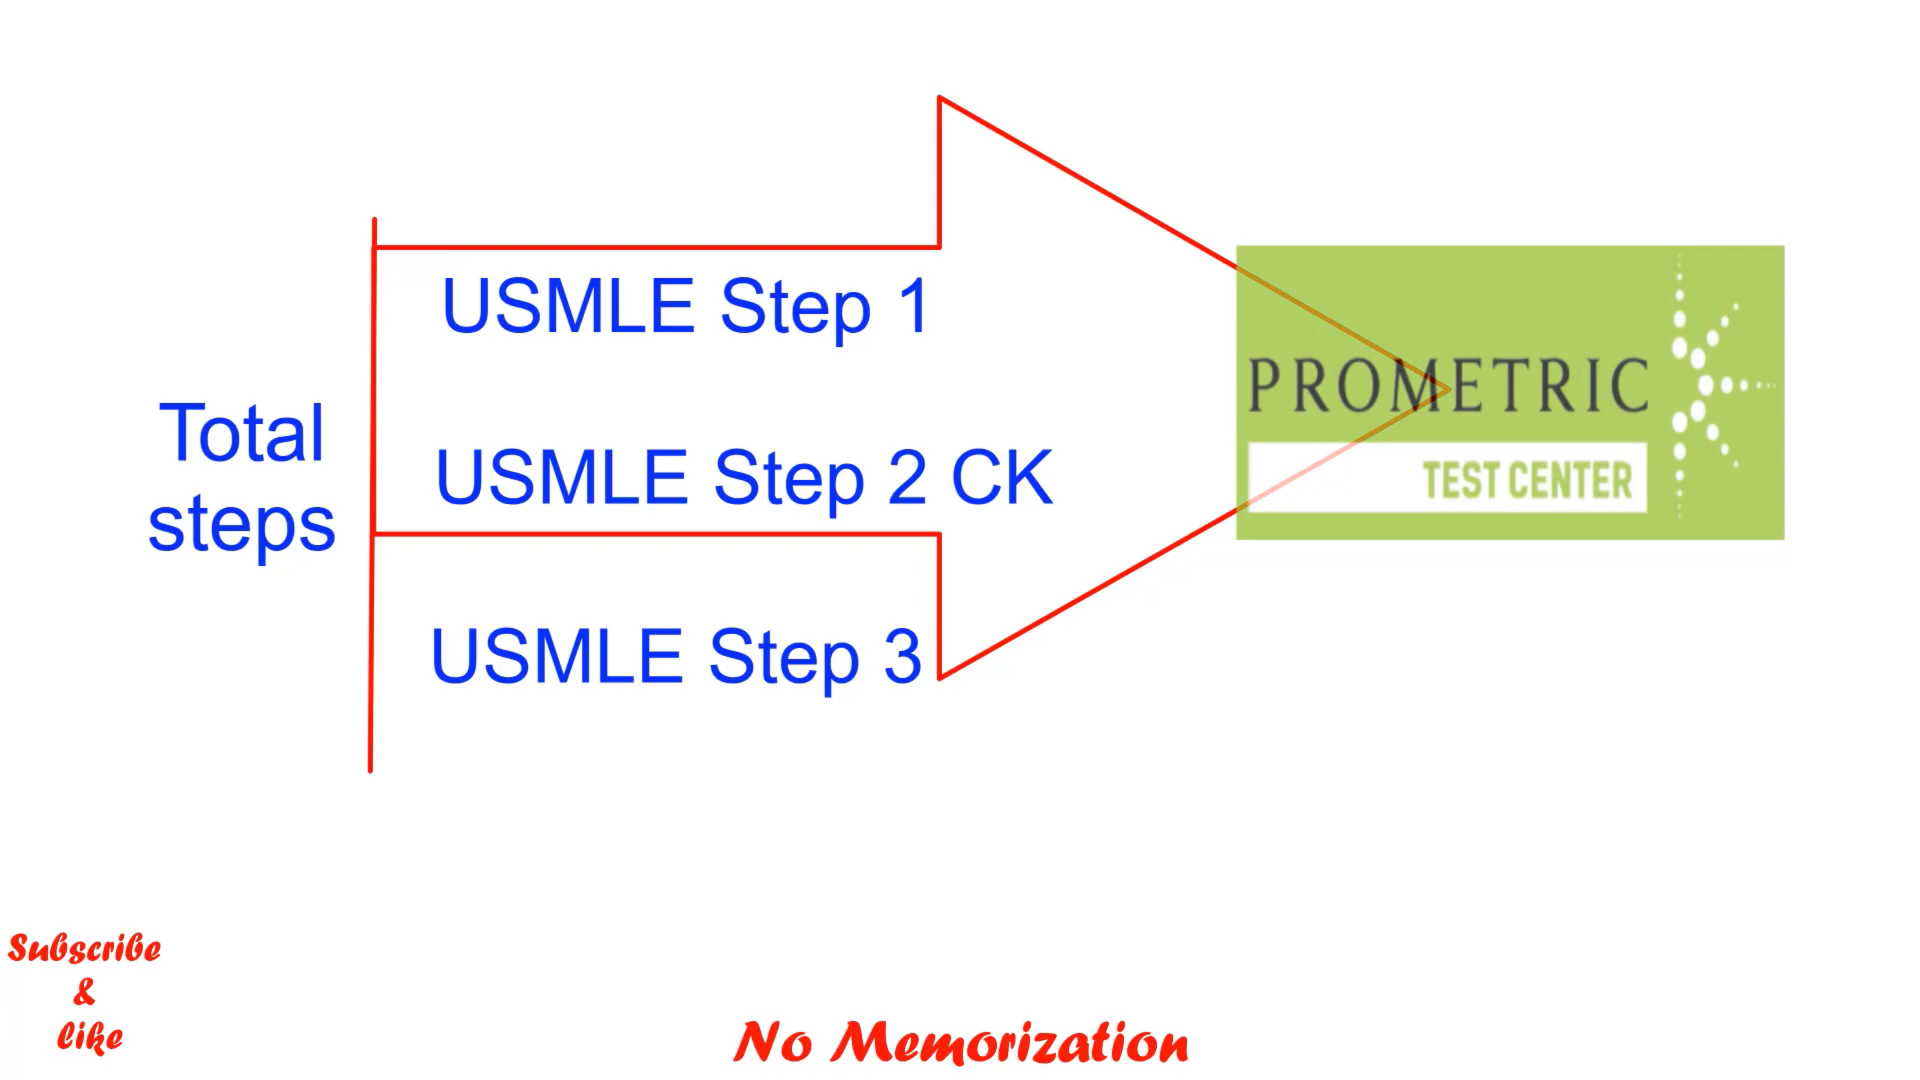 USMLE Step 1
Total
steps
USMLE Step 2 CK
USMLE Step 3
PROMETRIC
TEST CENTER
Subscribe
&
like
No Memorization